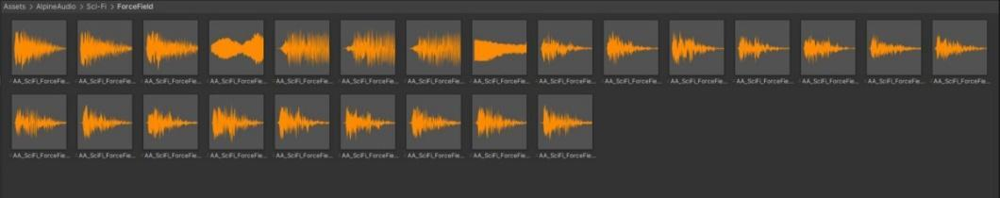 Assets > AlpineAudio > Sci-Fi > ForceField
AA_SciFi_ForceFie... AA_SciFi_ForceFie... AA_SciFi_ForceFie... AA_SciFi_ForceFie... AA_SciFi_ForceFie... AA_SciFi_ForceFie... AA_SciFi_ForceFie... AA_SciFi_ForceFie... AA_SciFi_ForceFie... AA_SciFi_ForceFie... AA_SciFi_ForceFie... AA_SciFi_ForceFie... AA_SciFi_ForceFie... AA_SciFi_ForceFie... AA_SciFi_ForceFie...
AA_SciFi_ForceFie... AA_SciFi_ForceFie... AA_SciFi_ForceFie... AA_SciFi_ForceFie... AA_SciFi_ForceFie... AA_SciFi_ForceFie... AA_SciFi_ForceFie... AA_SciFi_ForceFie... AA_SciFi_ForceFie...